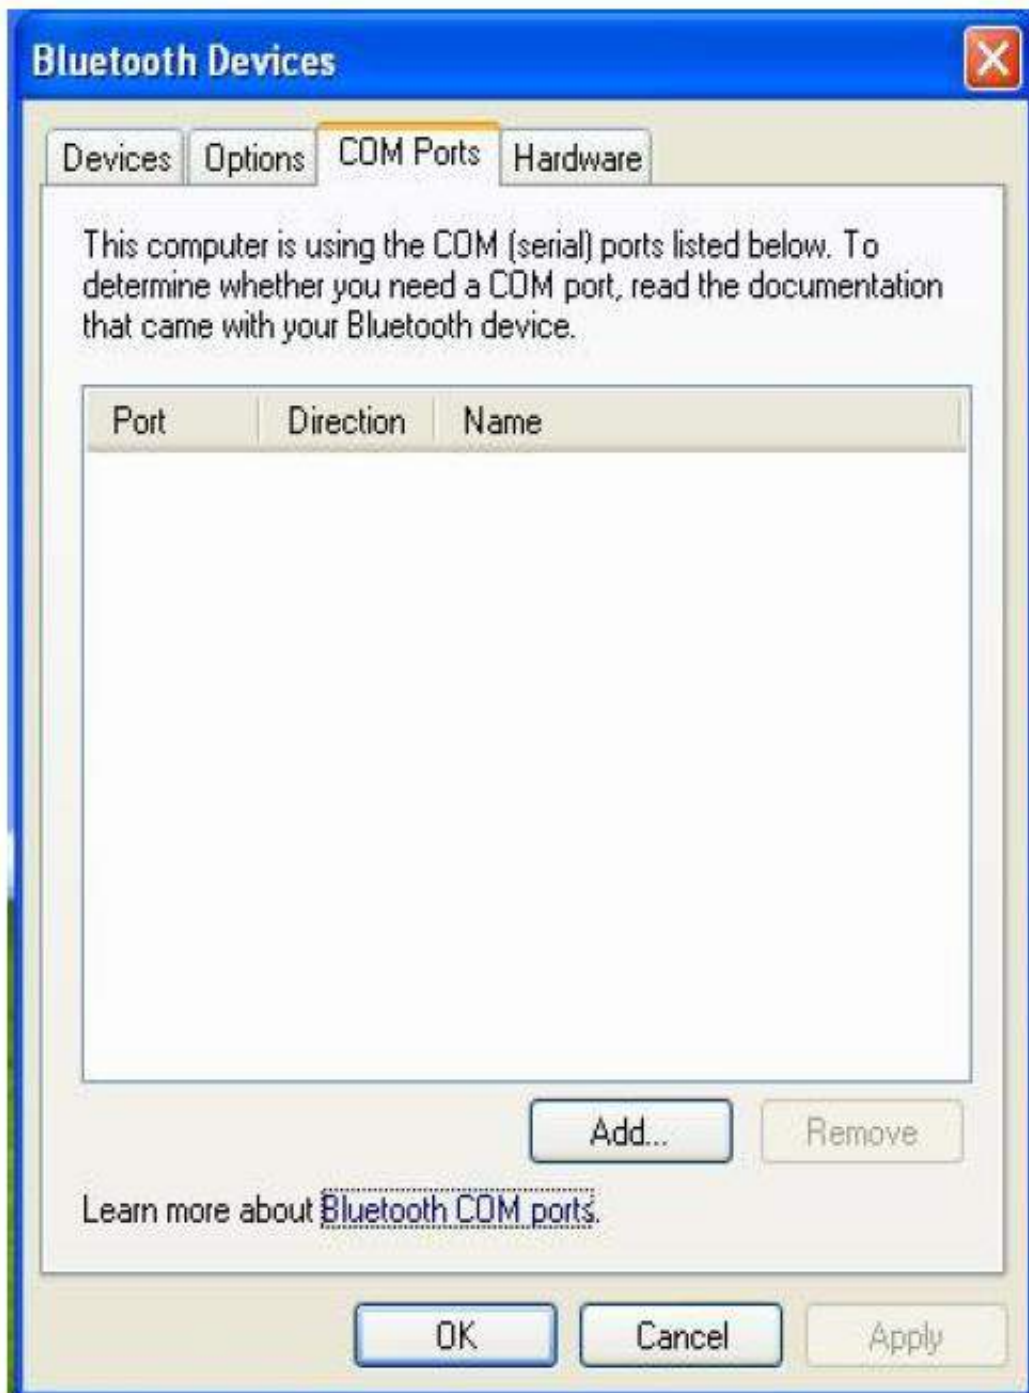 Bluetooth Devices
Devices Options COM Ports Hardware
This computer is using the COM (serial) ports listed below. To
determine whether you need a COM port, read the documentation
that came with your Bluetooth device.
Port Direction Name
Add... Remove
Learn more about Bluetooth COM ports.
OK Cancel Apply